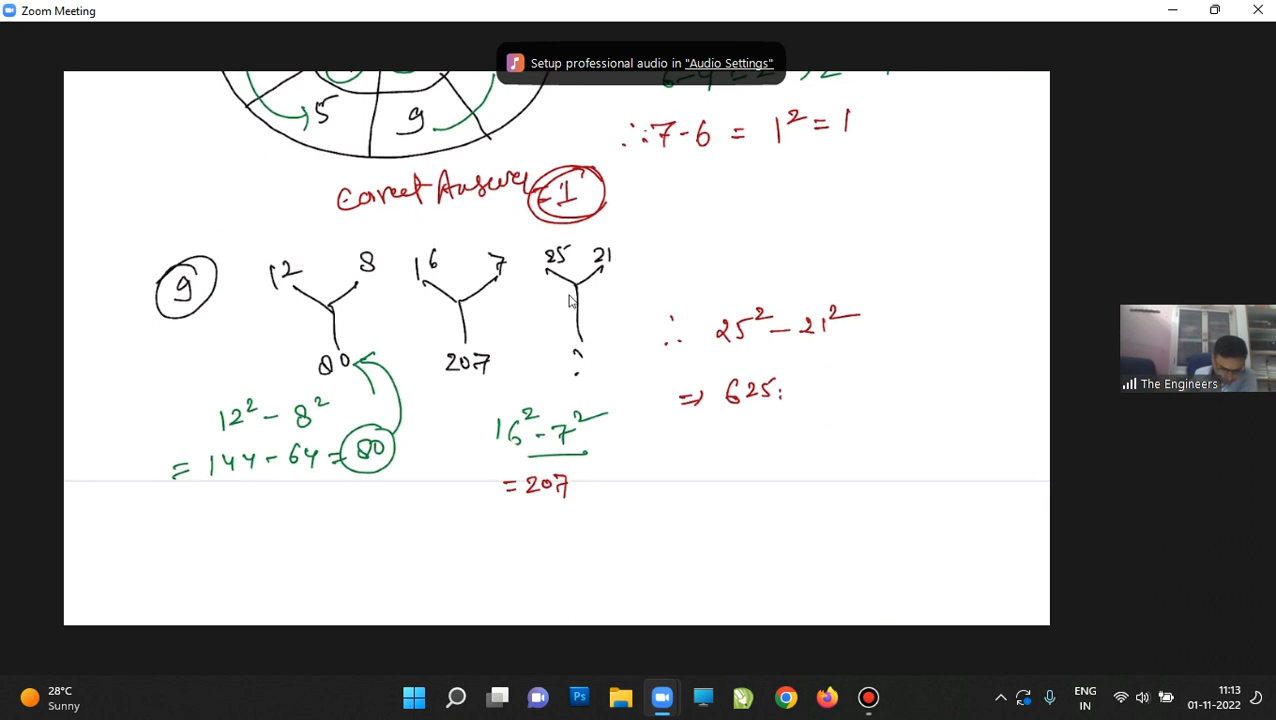 Zoom Meeting
Setup professional audio in "Audio Settings"
5 9
∴ 7-6 = 1² = 1
Correct Answer = 1
9
12 8 16 7 25 21
80 207 ?
∴ 25² - 21²
⇒ 625
12² - 8²
= 144 - 64 = 80
16² - 7²
= 207
The Engineers
28°C
Sunny
Ps
ENG
IN
11:13
01-11-2022